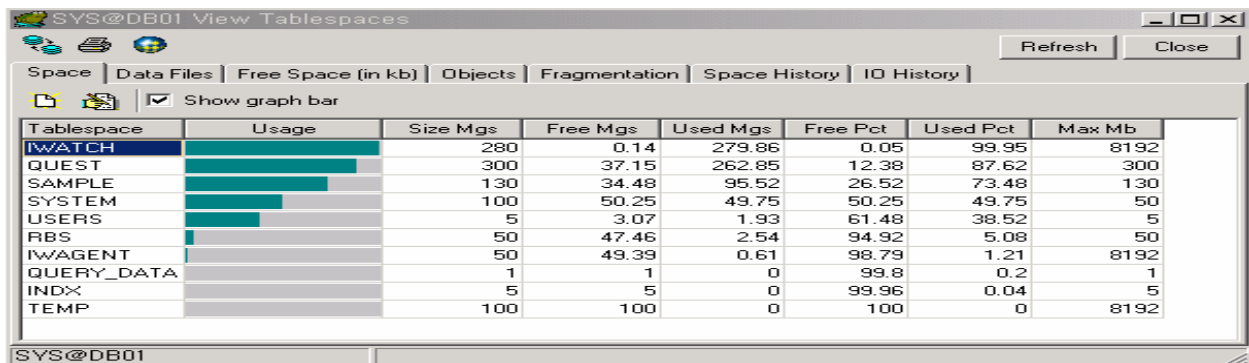 SYS@DB01 View Tablespaces
Refresh Close
Space Data Files Free Space (in kb) Objects Fragmentation Space History IO History
Show graph bar
Tablespace Usage Size Mgs Free Mgs Used Mgs Free Pct Used Pct Max Mb
IWATCH 280 0.14 279.86 0.05 99.95 8192
QUEST 300 37.15 262.85 12.38 87.62 300
SAMPLE 130 34.48 95.52 26.52 73.48 130
SYSTEM 100 50.25 49.75 50.25 49.75 50
USERS 5 3.07 1.93 61.48 38.52 5
RBS 50 47.46 2.54 94.92 5.08 50
IWAGENT 50 49.39 0.61 98.79 1.21 8192
QUERY_DATA 1 1 0 99.8 0.2 1
INDX 5 5 0 99.96 0.04 5
TEMP 100 100 0 100 0 8192
SYS@DB01